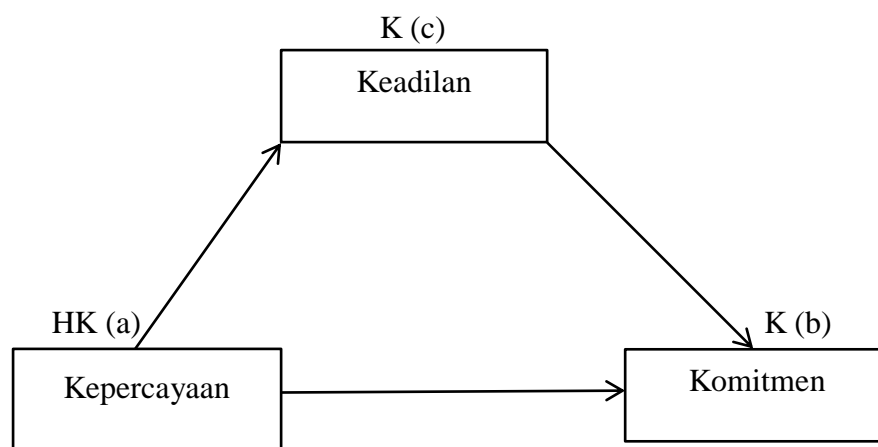 K (c)
Keadilan
HK (a)
K (b)
Kepercayaan
Komitmen